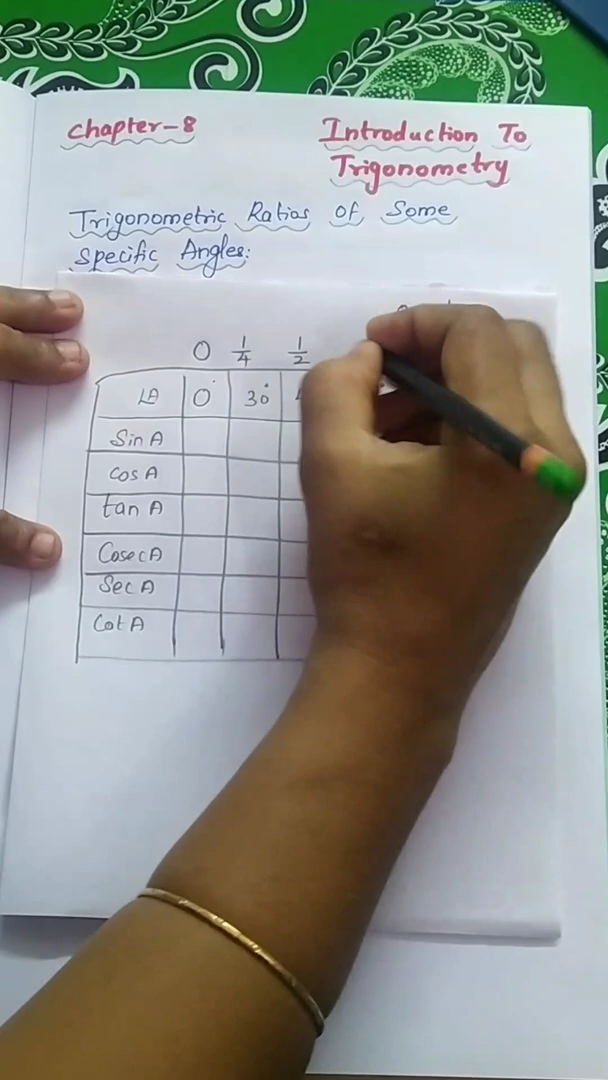 Chapter-8
Introduction To
Trigonometry
Trigonometric Ratios Of Some
Specific Angles:
0 1/4 1/2
∠A 0° 30°
Sin A
Cos A
tan A
Cosec A
Sec A
Cot A